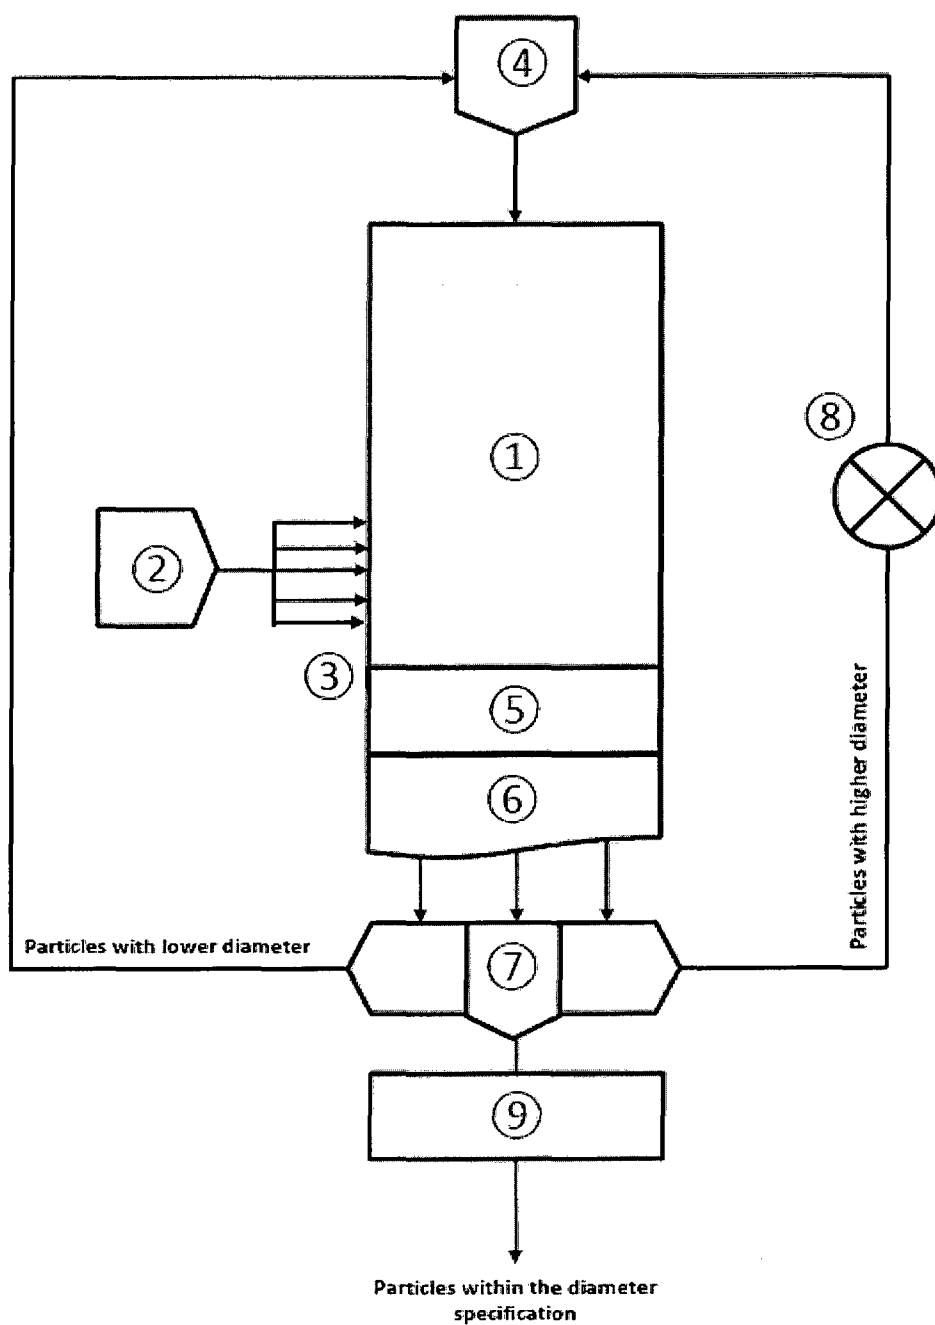 ④
①
⑧
②
③
⑤
⑥
Particles with higher diameter
Particles with lower diameter
⑦
⑨
Particles within the diameter
specification